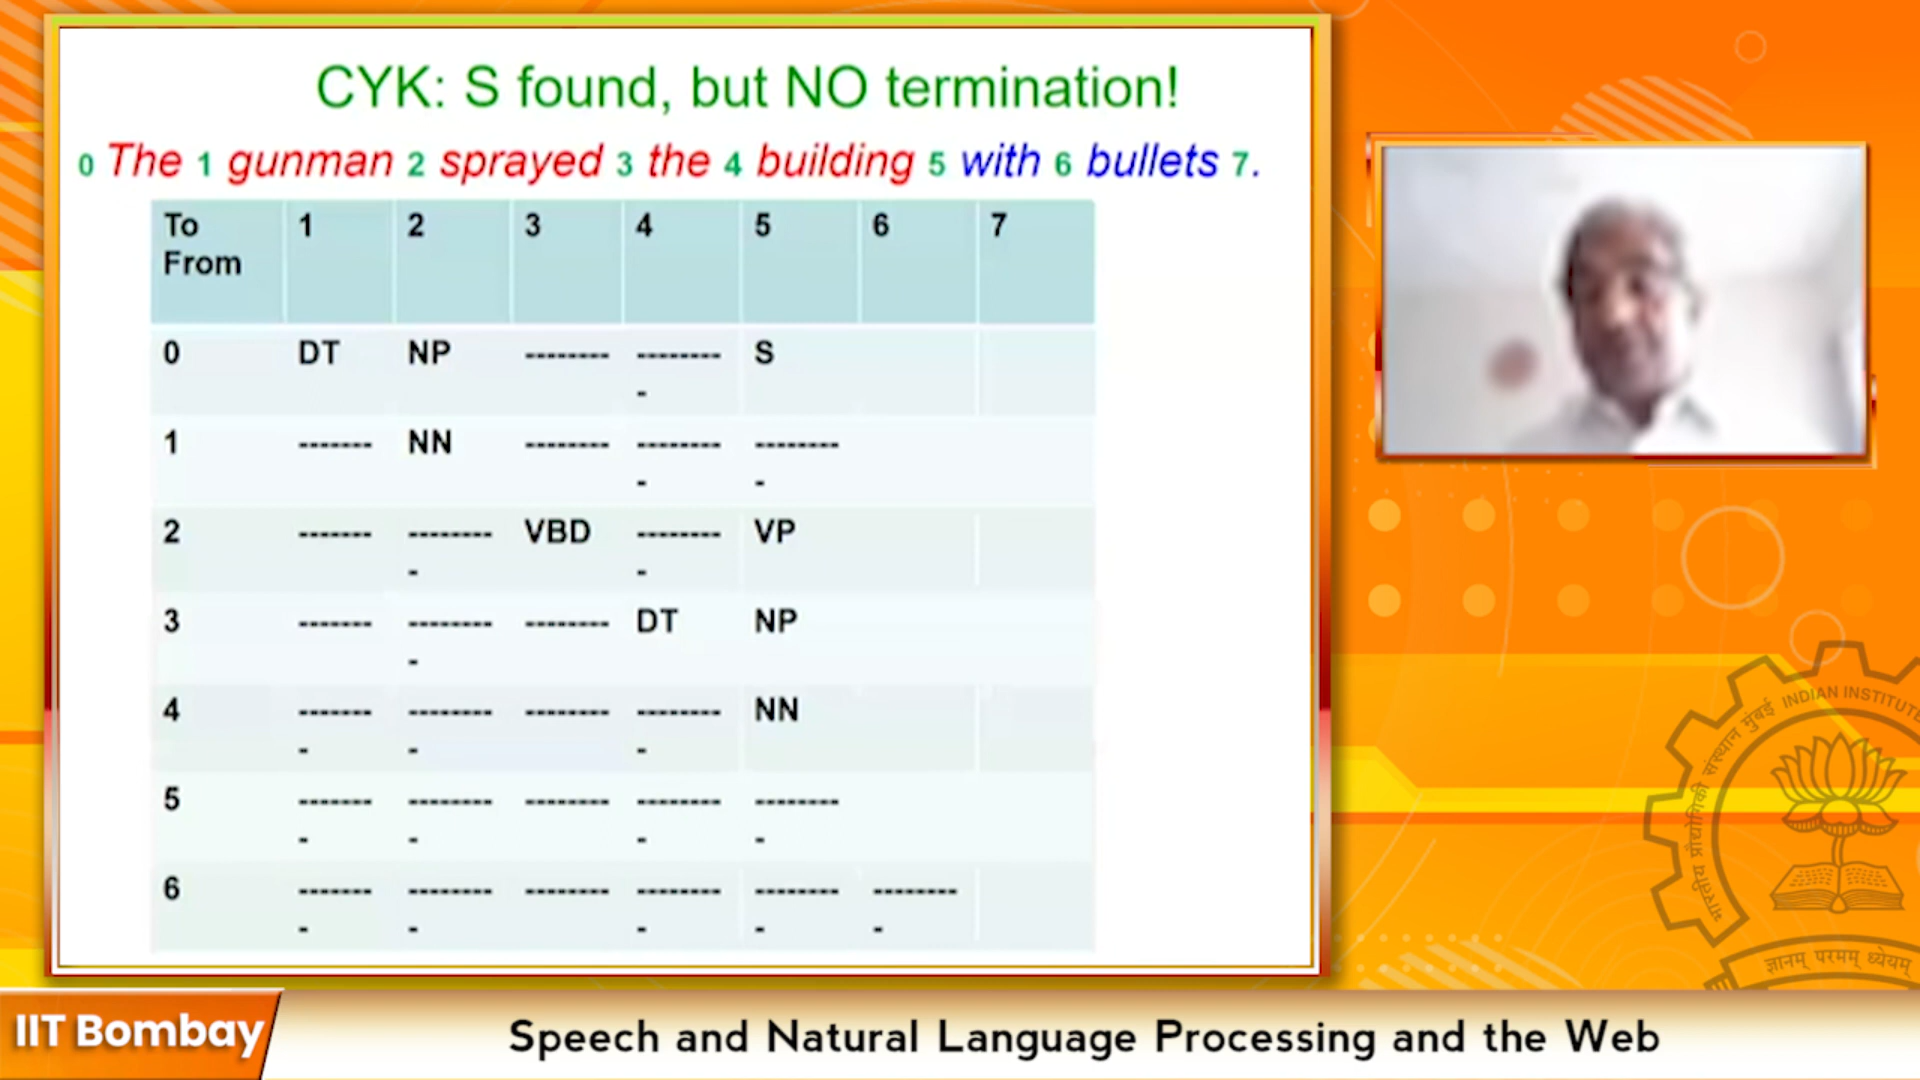 CYK: S found, but NO termination!
0 The 1 gunman 2 sprayed 3 the 4 building 5 with 6 bullets 7.
To From 1 2 3 4 5 6 7
0 DT NP -------- --------- S
1 ------- NN -------- --------- ---------
2 ------- --------- VBD --------- VP
3 ------- --------- -------- DT NP
4 -------- --------- -------- --------- NN
5 -------- --------- -------- --------- ---------
6 -------- --------- -------- --------- --------- ---------
भारतीय प्रौद्योगिकी संस्थान मुंबई INDIAN INSTITUTE
ज्ञानम् परमम् ध्येयम्
IIT Bombay
Speech and Natural Language Processing and the Web